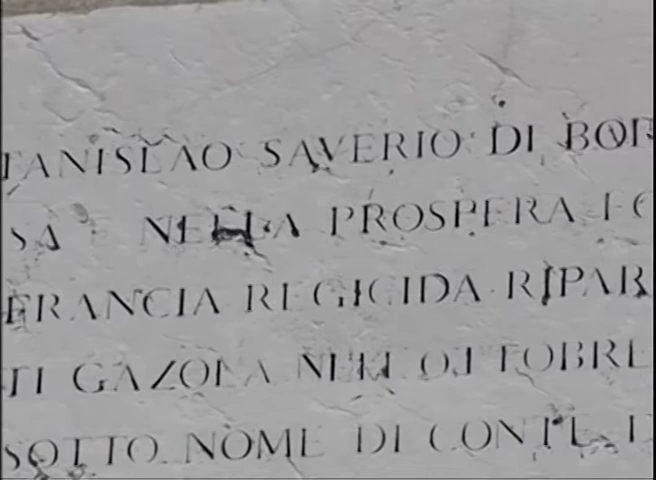 TANISLAO SAVERIO DI BOR
SA E NELLA PROSPERA E
FRANCIA REGICIDA RIPAR
TI GAZOLA NELL OTTOBRE
SOTTO NOME DI CONTE